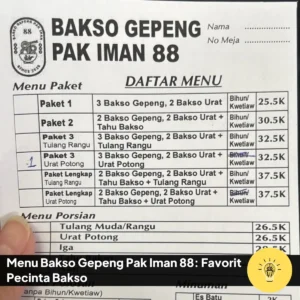 88
BAKSO GEPENG
PAK IMAN 88
Nama
No Meja
DAFTAR MENU
Menu Paket
Paket 1 3 Bakso Gepeng, 2 Bakso Urat Bihun/ Kwetiaw 25.5K
Paket 2 2 Bakso Gepeng, 2 Bakso Urat + Tahu Bakso Bihun/ Kwetiaw 30.5K
Paket 3 Tulang Rangu 2 Bakso Gepeng, 2 Bakso Urat + Tulang Rangu Bihun/ Kwetiaw 32.5K
1 Paket 3 Urat Potong 2 Bakso Gepeng, 2 Bakso Urat + Urat Potong Bihun/ Kwetiaw 32.5K
Paket Lengkap Tulang Rangu 2 Bakso Gepeng, 2 Bakso Urat + Tahu Bakso + Tulang Rangu Bihun/ Kwetiaw 37.5K
Paket Lengkap Urat Potong 2 Bakso Gepeng, 2 Bakso Urat + Tahu Bakso + Urat Potong Bihun/ Kwetiaw 37.5K
Menu Porsian
Tulang Muda/Rangu 26.5K
Urat Potong 26.5K
Iga
Menu Bakso Gepeng Pak Iman 88: Favorit
Pecinta Bakso
(tanpa Bihun/Kwetiaw)
Es Batu